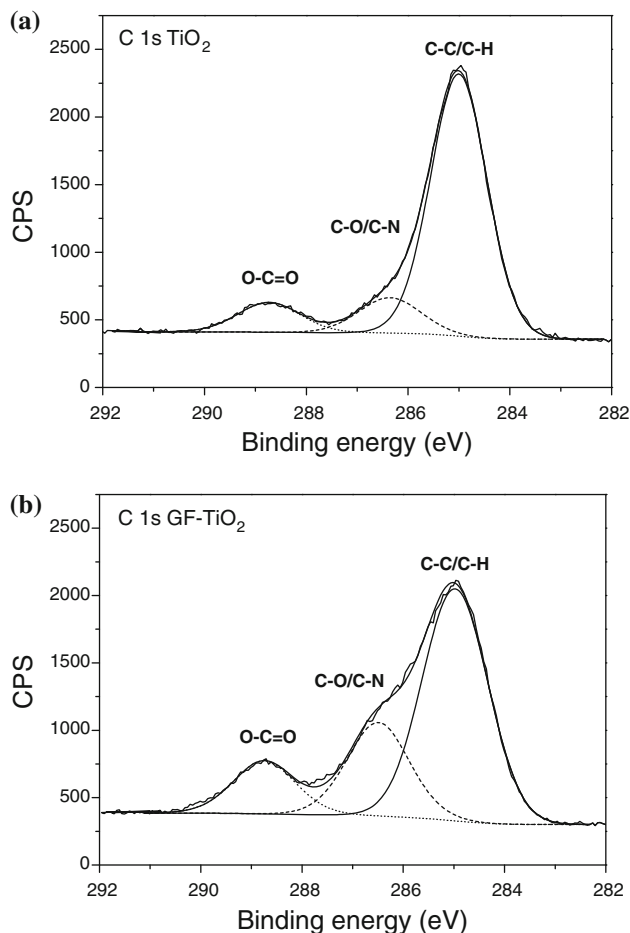 (a)
C 1s TiO₂
C-C/C-H
C-O/C-N
O-C=O
CPS
2500
2000
1500
1000
500
0
292 290 288 286 284 282
Binding energy (eV)
(b)
C 1s GF-TiO₂
C-C/C-H
C-O/C-N
O-C=O
CPS
2500
2000
1500
1000
500
0
292 290 288 286 284 282
Binding energy (eV)